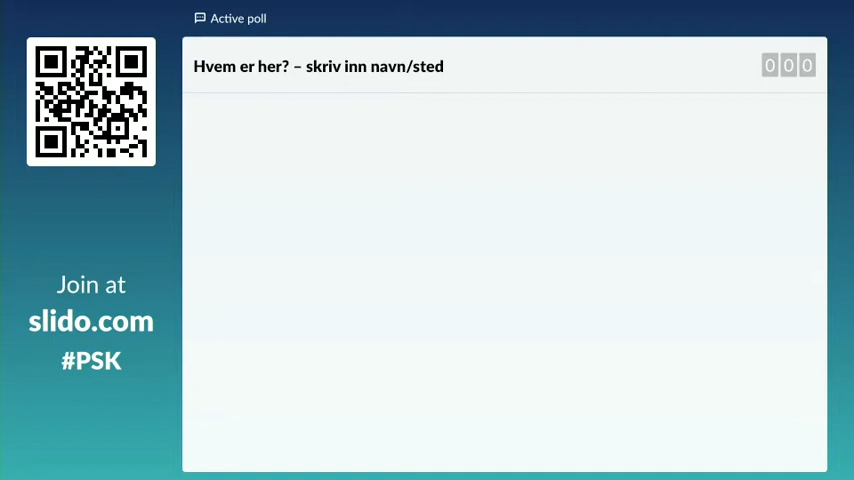 Active poll
Hvem er her? – skriv inn navn/sted
000
Join at
slido.com
#PSK